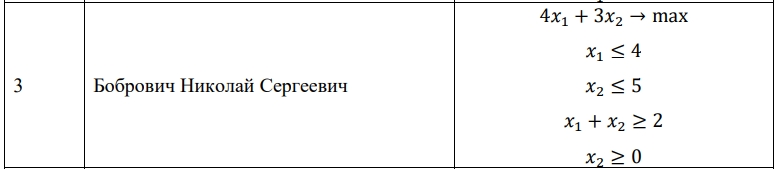 4x₁ + 3x₂ → max
x₁ ≤ 4
3 Бобрович Николай Сергеевич x₂ ≤ 5
x₁ + x₂ ≥ 2
x₂ ≥ 0